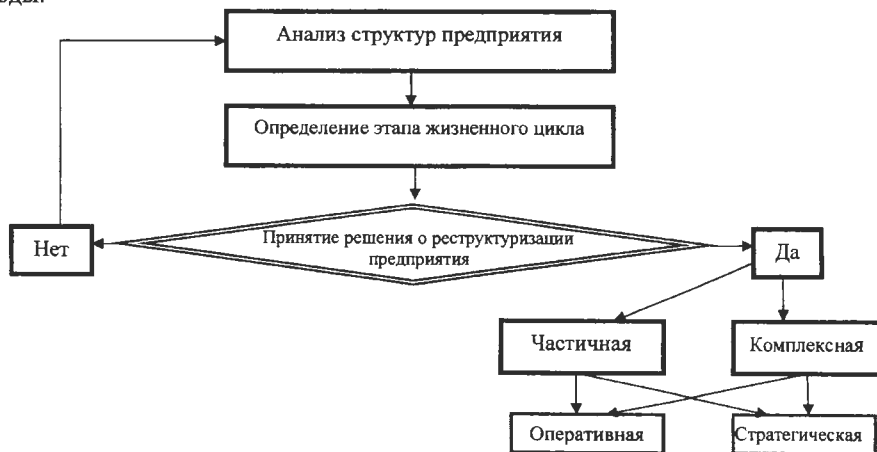 Анализ структур предприятия
Определение этапа жизненного цикла
Принятие решения о реструктуризации
предприятия
Нет
Да
Частичная
Комплексная
Оперативная
Стратегическая